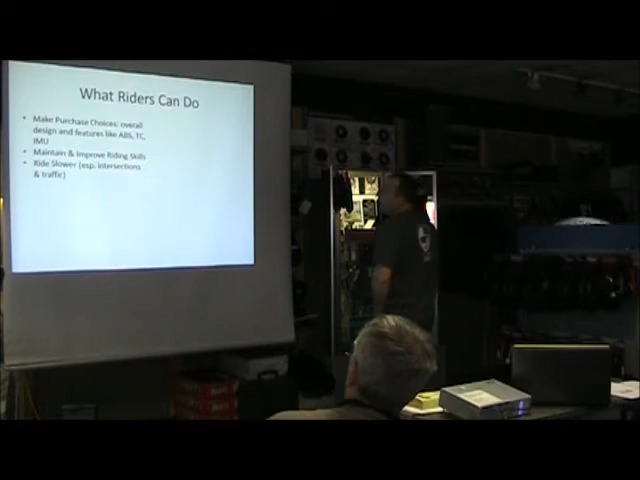 What Riders Can Do
• Make Purchase Choices: overall
design and features like ABS, TC,
IMU
• Maintain & Improve Riding Skills
• Ride Slower (esp. intersections
& traffic)